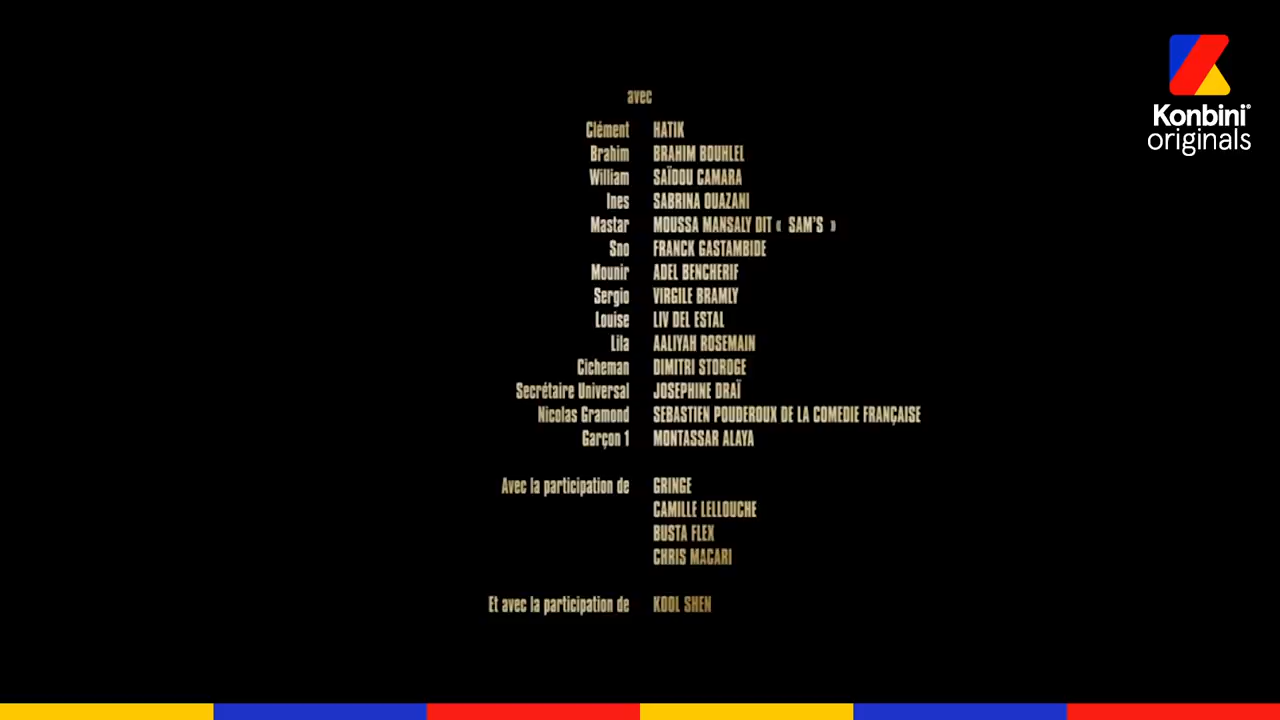 avec
Clément HATIK
Brahim BRAHIM BOUHLEL
William SAÏDOU CAMARA
Ines SABRINA OUAZANI
Mastar MOUSSA MANSALY DIT « SAM'S »
Sno FRANCK GASTAMBIDE
Mounir ADEL BENCHERIF
Sergio VIRGILE BRAMLY
Louise LIV DEL ESTAL
Lila AALIYAH ROSEMAIN
Cicheman DIMITRI STOROGE
Secrétaire Universal JOSEPHINE DRAÏ
Nicolas Gramond SEBASTIEN POUDEROUX DE LA COMEDIE FRANÇAISE
Garçon 1 MONTASSAR ALAYA
Avec la participation de GRINGE
CAMILLE LELLOUCHE
BUSTA FLEX
CHRIS MACARI
Et avec la participation de KOOL SHEN
Konbini®
originals